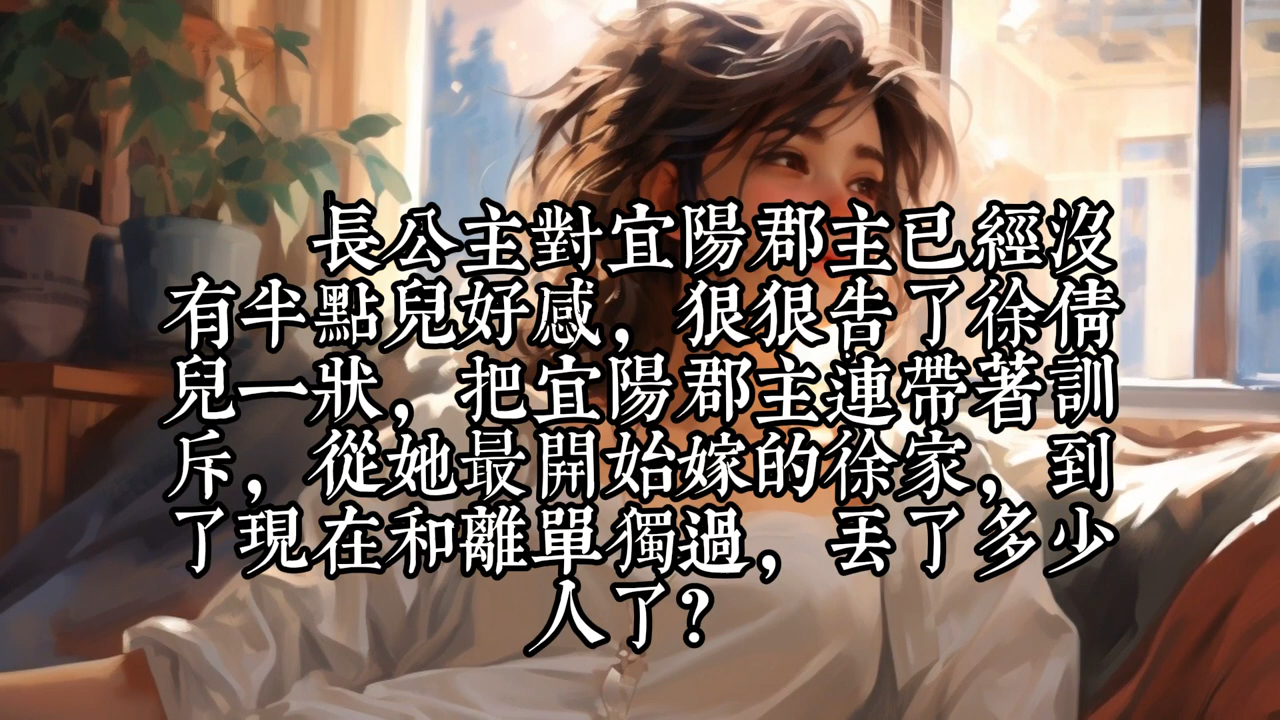 長公主對宜陽郡主已經沒
有半點兒好感，狠狠告了徐倩
兒一狀，把宜陽郡主連帶著訓
斥，從她最開始嫁的徐家，到
了現在和離單獨過，丟了多少
人了？